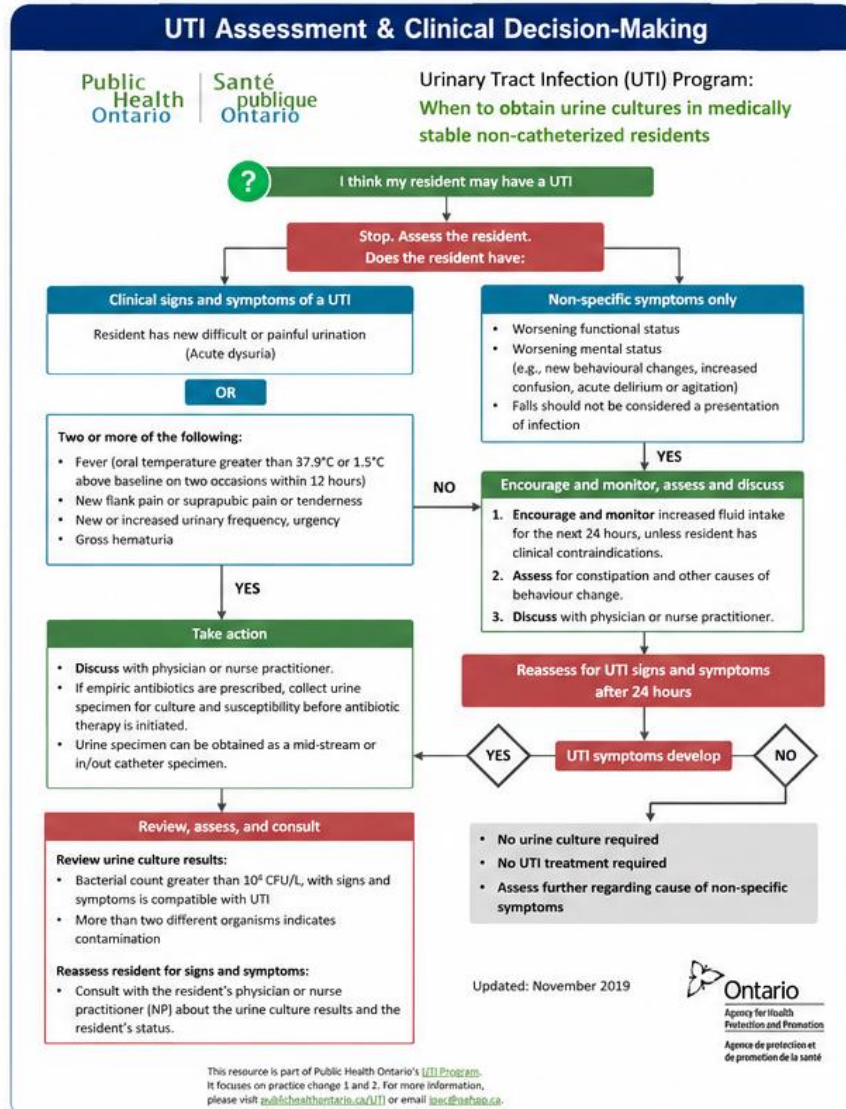 UTI Assessment & Clinical Decision-Making
Public
Health
Ontario
Santé
publique
Ontario
Urinary Tract Infection (UTI) Program:
When to obtain urine cultures in medically
stable non-catheterized residents
?
I think my resident may have a UTI
Stop. Assess the resident.
Does the resident have:
Clinical signs and symptoms of a UTI
Resident has new difficult or painful urination
(Acute dysuria)
OR
Two or more of the following:
• Fever (oral temperature greater than 37.9°C or 1.5°C
above baseline on two occasions within 12 hours)
• New flank pain or suprapubic pain or tenderness
• New or increased urinary frequency, urgency
• Gross hematuria
NO
YES
Non-specific symptoms only
• Worsening functional status
• Worsening mental status
(e.g., new behavioural changes, increased
confusion, acute delirium or agitation)
• Falls should not be considered a presentation
of infection
YES
Encourage and monitor, assess and discuss
1. Encourage and monitor increased fluid intake
for the next 24 hours, unless resident has
clinical contraindications.
2. Assess for constipation and other causes of
behaviour change.
3. Discuss with physician or nurse practitioner.
Take action
• Discuss with physician or nurse practitioner.
• If empiric antibiotics are prescribed, collect urine
specimen for culture and susceptibility before antibiotic
therapy is initiated.
• Urine specimen can be obtained as a mid-stream or
in/out catheter specimen.
Reassess for UTI signs and symptoms
after 24 hours
YES
UTI symptoms develop
NO
Review, assess, and consult
Review urine culture results:
• Bacterial count greater than CFU/L, with signs and
symptoms is compatible with UTI
• More than two different organisms indicates
contamination
Reassess resident for signs and symptoms:
• Consult with the resident's physician or nurse
practitioner (NP) about the urine culture results and the
resident's status.
• No urine culture required
• No UTI treatment required
• Assess further regarding cause of non-specific
symptoms
Updated: November 2019
Ontario
Agency for Health
Protection and Promotion
Agence de protection et
de promotion de la santé
This resource is part of Public Health Ontario's UTI Program.
It focuses on practice change 1 and 2. For more information,
please visit publichealthontario.ca/UTI or email